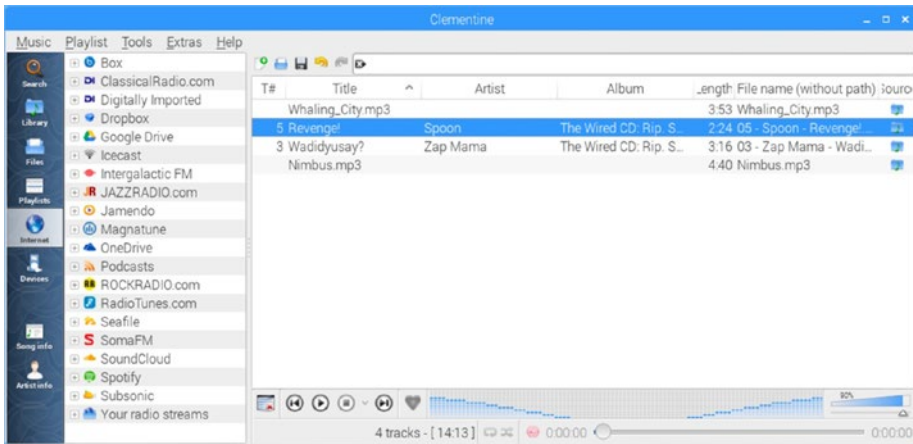 Clementine
Music Playlist Tools Extras Help
Search
Library
Files
Playlists
Internet
Devices
Song info
Artist info
Box
ClassicalRadio.com
Digitally Imported
Dropbox
Google Drive
Icecast
Intergalactic FM
JAZZRADIO.com
Jamendo
Magnatune
OneDrive
Podcasts
ROCKRADIO.com
RadioTunes.com
Seafile
SomaFM
SoundCloud
Spotify
Subsonic
Your radio streams
T# Title Artist Album Length File name (without path) Sourc
Whaling_City.mp3 3:53 Whaling_City.mp3
5 Revenge! Spoon The Wired CD: Rip. S... 2:24 05 - Spoon - Revenge!....
3 Wadidyusay? Zap Mama The Wired CD: Rip. S... 3:16 03 - Zap Mama - Wadi...
Nimbus.mp3 4:40 Nimbus.mp3
4 tracks - [ 14:13 ] 0:00:00 0:00:00